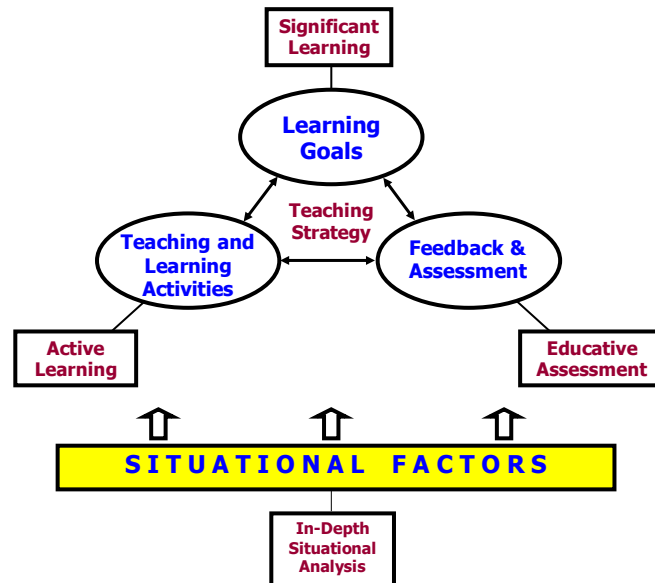 Significant
Learning
Learning
Goals
Teaching
Strategy
Teaching and
Learning
Activities
Feedback &
Assessment
Active
Learning
Educative
Assessment
SITUATIONAL FACTORS
In-Depth
Situational
Analysis